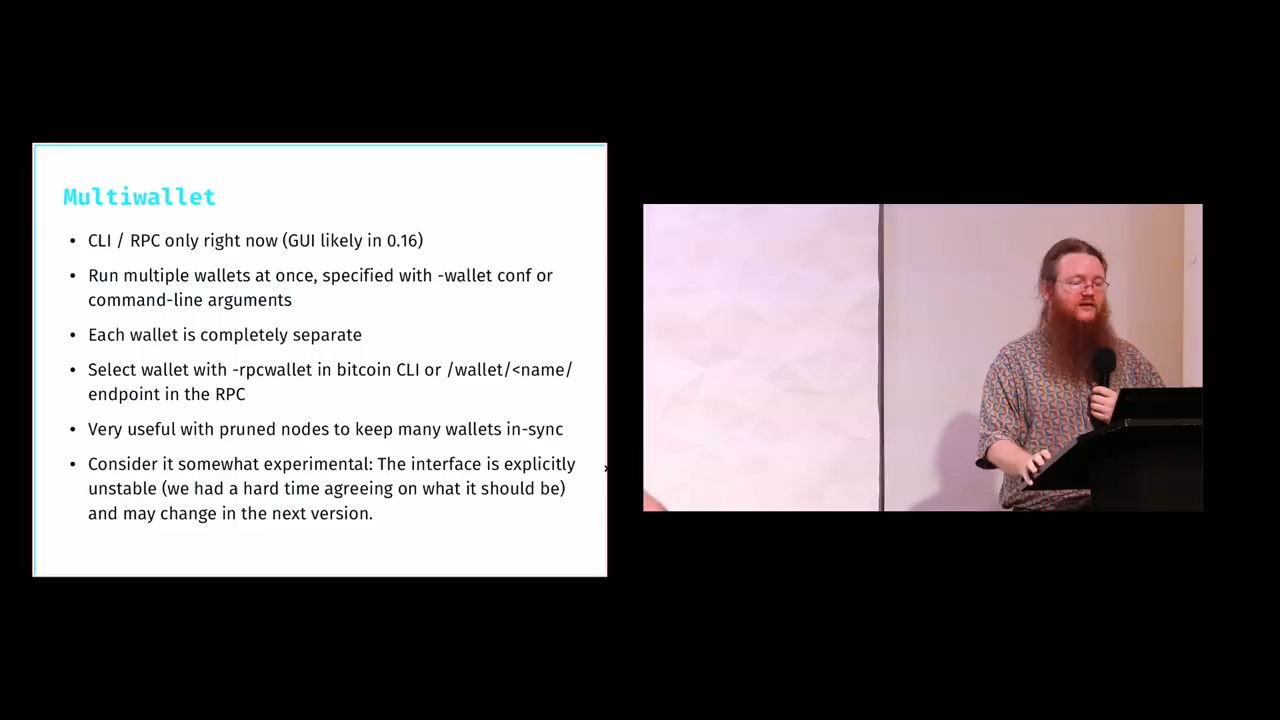 Multiwallet
• CLI / RPC only right now (GUI likely in 0.16)
• Run multiple wallets at once, specified with -wallet conf or
command-line arguments
• Each wallet is completely separate
• Select wallet with -rpcwallet in bitcoin CLI or /wallet/<name/
endpoint in the RPC
• Very useful with pruned nodes to keep many wallets in-sync
• Consider it somewhat experimental: The interface is explicitly
unstable (we had a hard time agreeing on what it should be)
and may change in the next version.